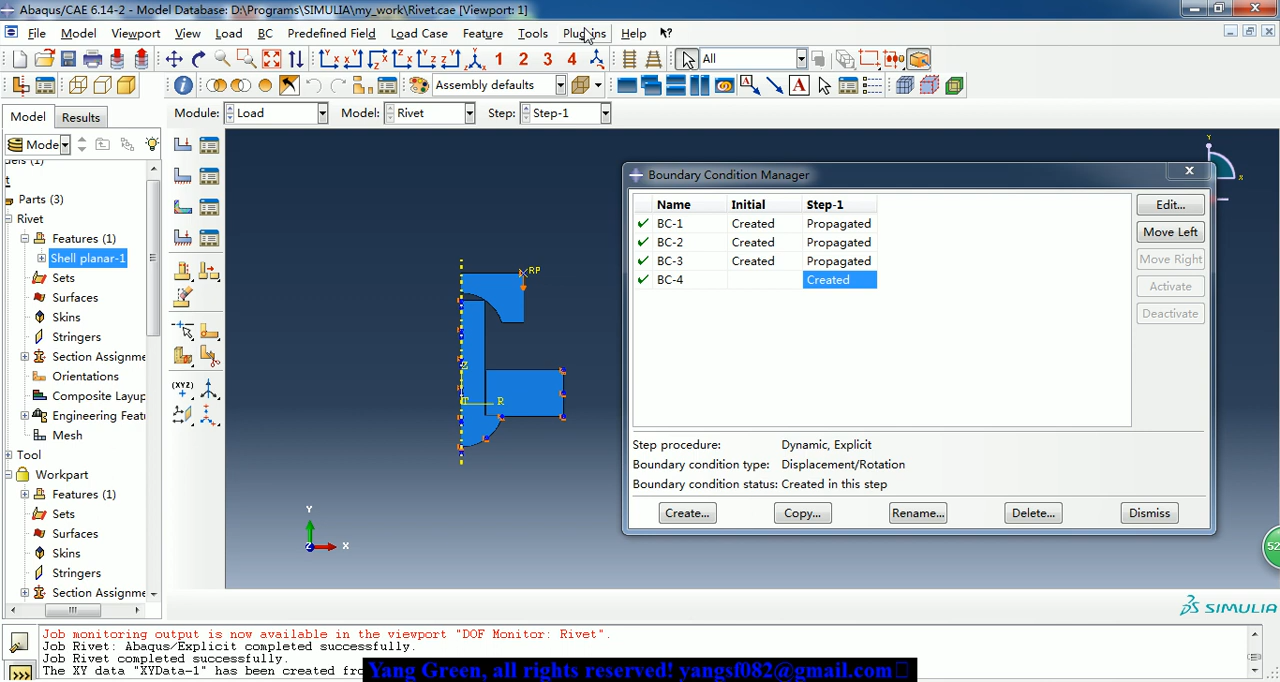 Abaqus/CAE 6.14-2 - Model Database: D:\Programs\SIMULIA\my_work\Rivet.cae [Viewport: 1]
File Model Viewport View Load BC Predefined Field Load Case Feature Tools Plug-ins Help
1 2 3 4 All
Assembly defaults
Model Results Module: Load Model: Rivet Step: Step-1
Mode
Parts (3)
Rivet
Features (1)
Shell planar-1
Sets
Surfaces
Skins
Stringers
Section Assignme
Orientations
Composite Layup
Engineering Feat
Mesh
Tool
Workpart
Features (1)
Sets
Surfaces
Skins
Stringers
Section Assignme
RP
Z
T R
Y
X
Y
X
Boundary Condition Manager
Name Initial Step-1
BC-1 Created Propagated
BC-2 Created Propagated
BC-3 Created Propagated
BC-4 Created
Edit...
Move Left
Move Right
Activate
Deactivate
Step procedure: Dynamic, Explicit
Boundary condition type: Displacement/Rotation
Boundary condition status: Created in this step
Create... Copy... Rename... Delete... Dismiss
52
SIMULIA
Job monitoring output is now available in the viewport "DOF Monitor: Rivet".
Job Rivet: Abaqus/Explicit completed successfully.
Job Rivet completed successfully.
The XY data "XYData-1" has been created from
Yang Green, all rights reserved! yangsf082@gmail.com